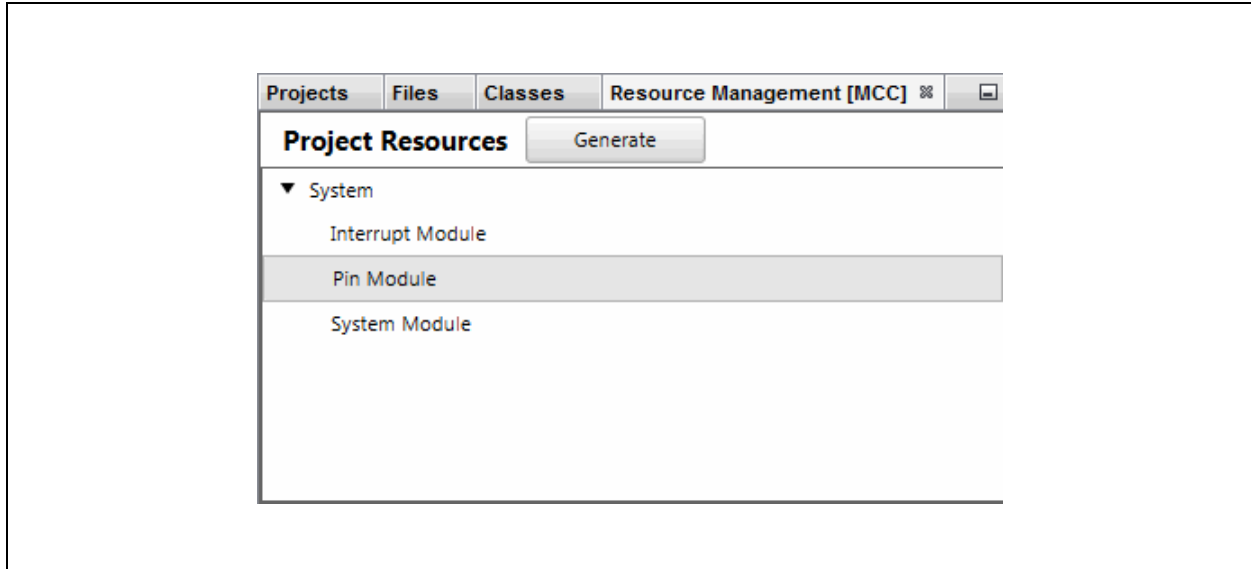 Projects Files Classes Resource Management [MCC]
Project Resources Generate
System
Interrupt Module
Pin Module
System Module